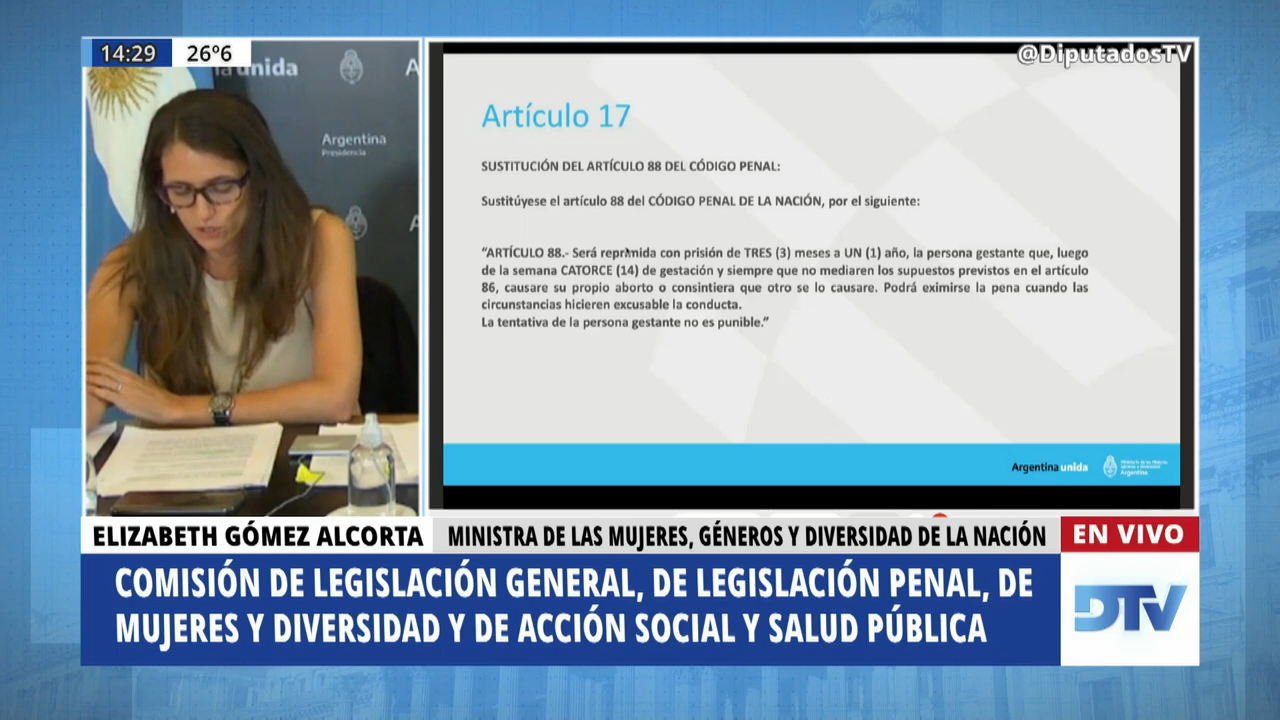 14:29 26°6
@DiputadosTV
la unida
Argentina
Presidencia
Artículo 17
SUSTITUCIÓN DEL ARTÍCULO 88 DEL CÓDIGO PENAL:
Sustitúyese el artículo 88 del CÓDIGO PENAL DE LA NACIÓN, por el siguiente:
“ARTÍCULO 88.- Será reprimida con prisión de TRES (3) meses a UN (1) año, la persona gestante que, luego
de la semana CATORCE (14) de gestación y siempre que no mediaren los supuestos previstos en el artículo
86, causare su propio aborto o consintiera que otro se lo causare. Podrá eximirse la pena cuando las
circunstancias hicieren excusable la conducta.
La tentativa de la persona gestante no es punible.”
Argentina unida
Argentina
ELIZABETH GÓMEZ ALCORTA MINISTRA DE LAS MUJERES, GÉNEROS Y DIVERSIDAD DE LA NACIÓN EN VIVO
COMISIÓN DE LEGISLACIÓN GENERAL, DE LEGISLACIÓN PENAL, DE
MUJERES Y DIVERSIDAD Y DE ACCIÓN SOCIAL Y SALUD PÚBLICA
DTV